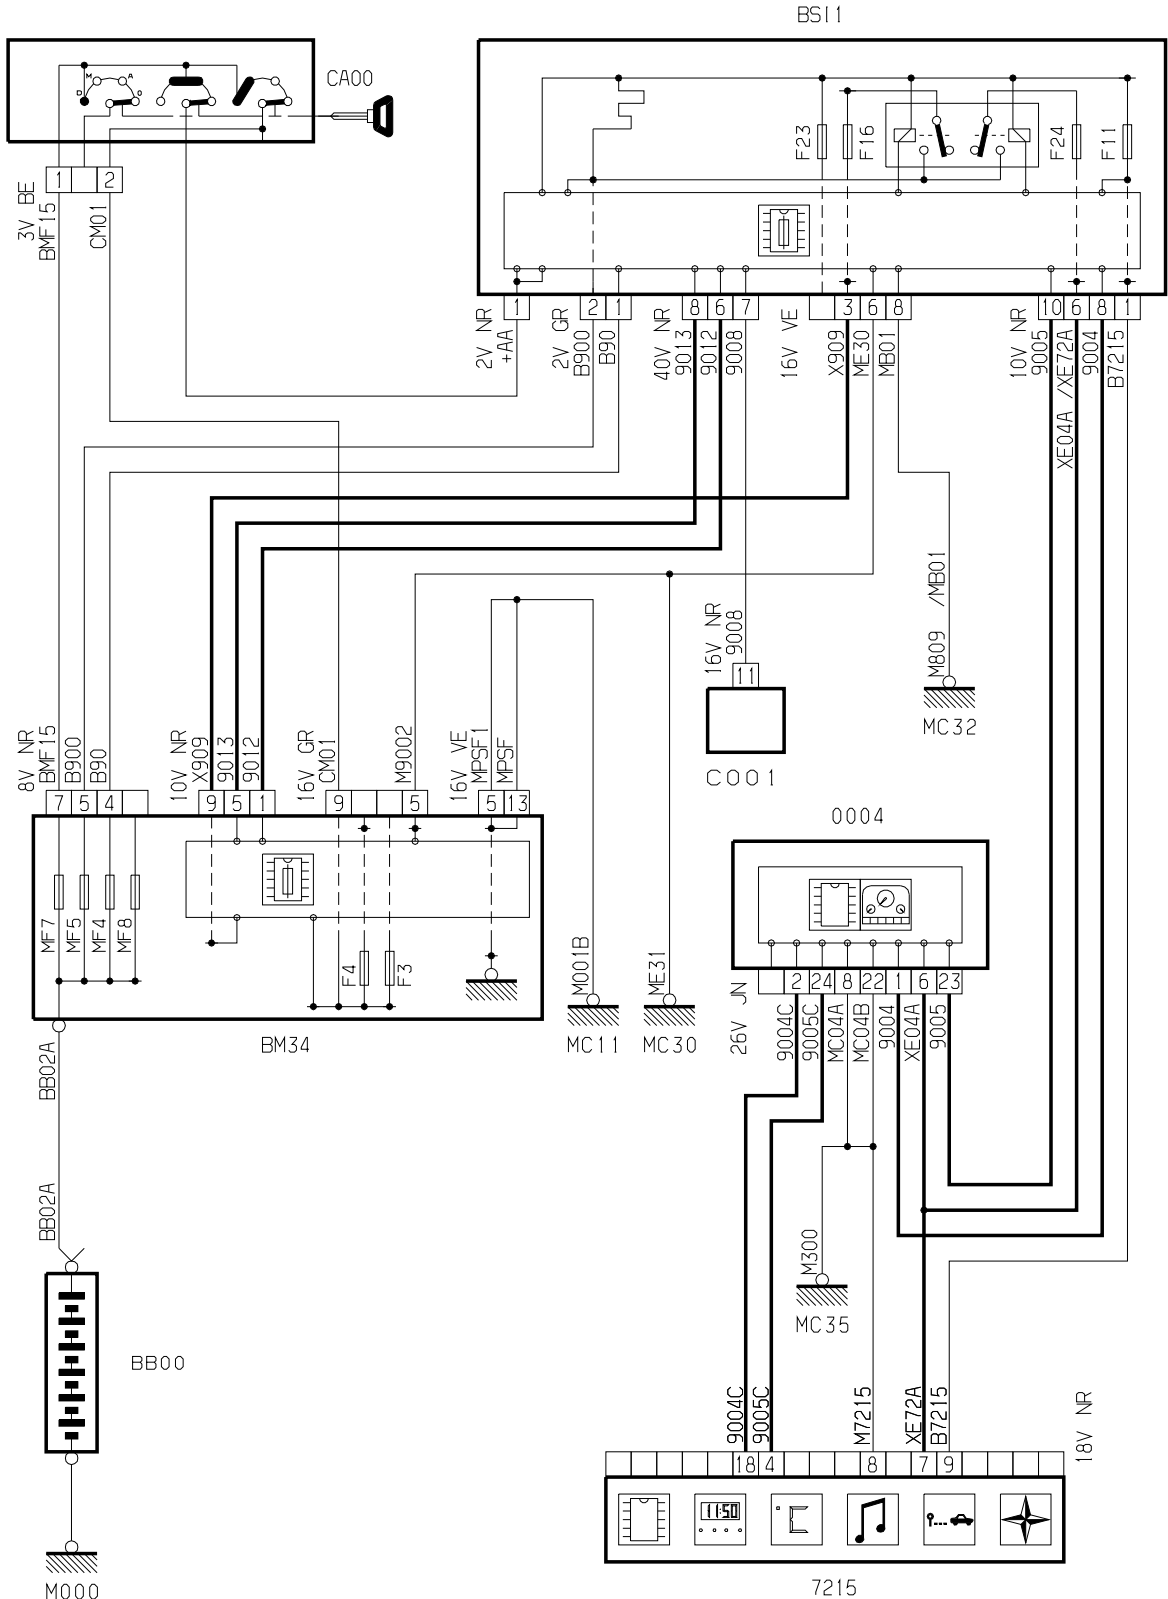 BSI1
CA00
M
A
D
O
F23
F16
F24
F11
3V BE
1
2
BMF15
CM01
1
2
1
8
6
7
3
6
8
10
6
8
1
2V NR
+AA
2V GR
B900
B90
40V NR
9013
9012
9008
16V VE
X909
ME30
MB01
10V NR
9005
XE04A /XE72A
9004
B7215
16V NR
9008
11
C001
M809 /MB01
MC32
8V NR
BMF15
B900
B90
10V NR
X909
9013
9012
16V GR
CM01
M9002
16V VE
MPSF1
MPSF
7
5
4
9
5
1
9
5
5
13
MF7
MF5
MF4
MF8
F4
F3
BM34
M001B
MC11
ME31
MC30
0004
26V JN
2
24
8
22
1
6
23
9004C
9005C
MC04A
MC04B
9004
XE04A
9005
BB02A
BB02A
BB00
M000
M300
MC35
9004C
9005C
M7215
XE72A
B7215
18V NR
18
4
8
7
9
11:50
°C
7215